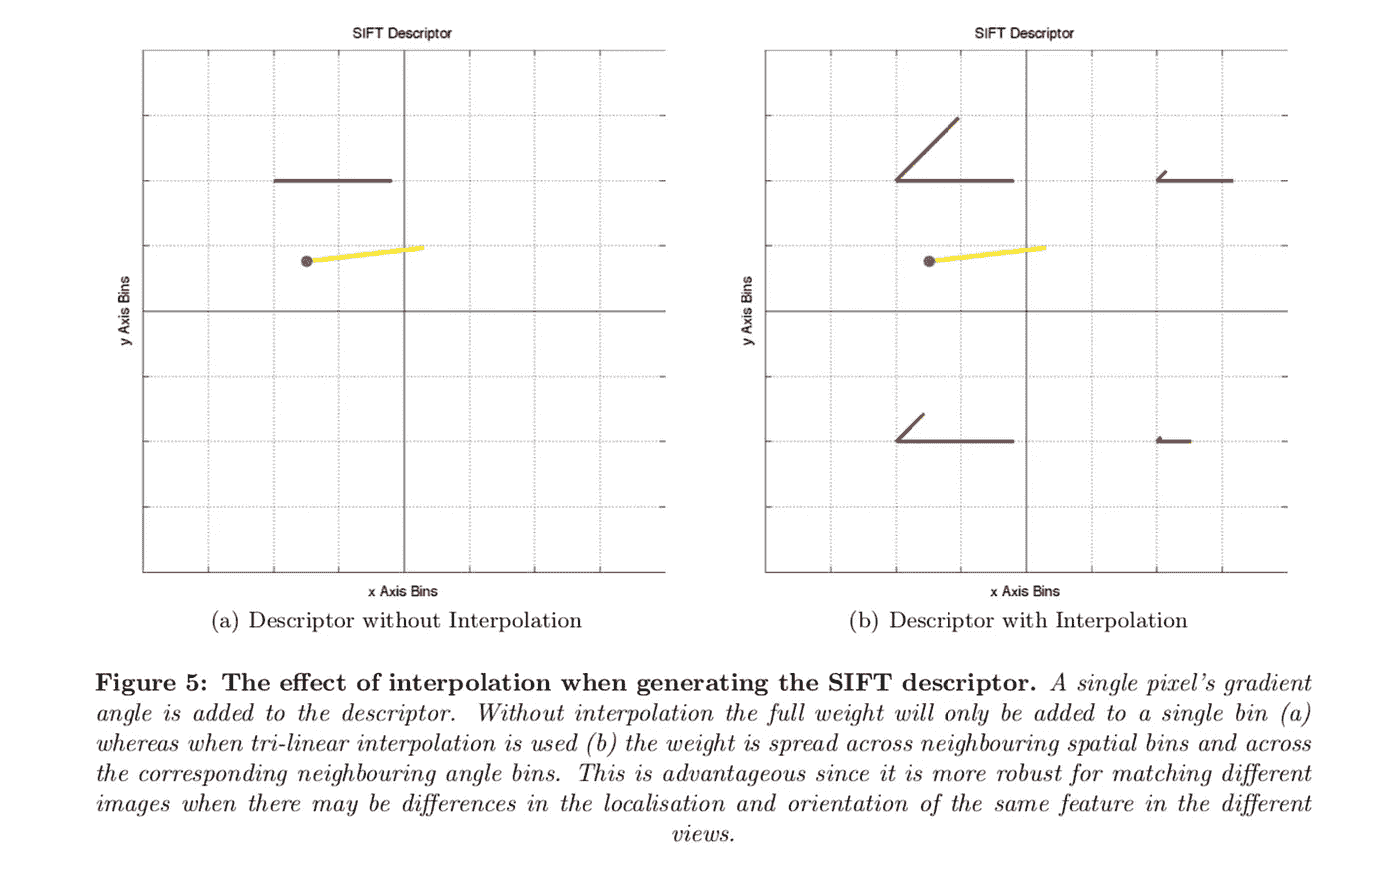 SIFT Descriptor
y Axis Bins
x Axis Bins
(a) Descriptor without Interpolation
SIFT Descriptor
y Axis Bins
x Axis Bins
(b) Descriptor with Interpolation
Figure 5: The effect of interpolation when generating the SIFT descriptor. A single pixel's gradient
angle is added to the descriptor. Without interpolation the full weight will only be added to a single bin (a)
whereas when tri-linear interpolation is used (b) the weight is spread across neighbouring spatial bins and across
the corresponding neighbouring angle bins. This is advantageous since it is more robust for matching different
images when there may be differences in the localisation and orientation of the same feature in the different
views.